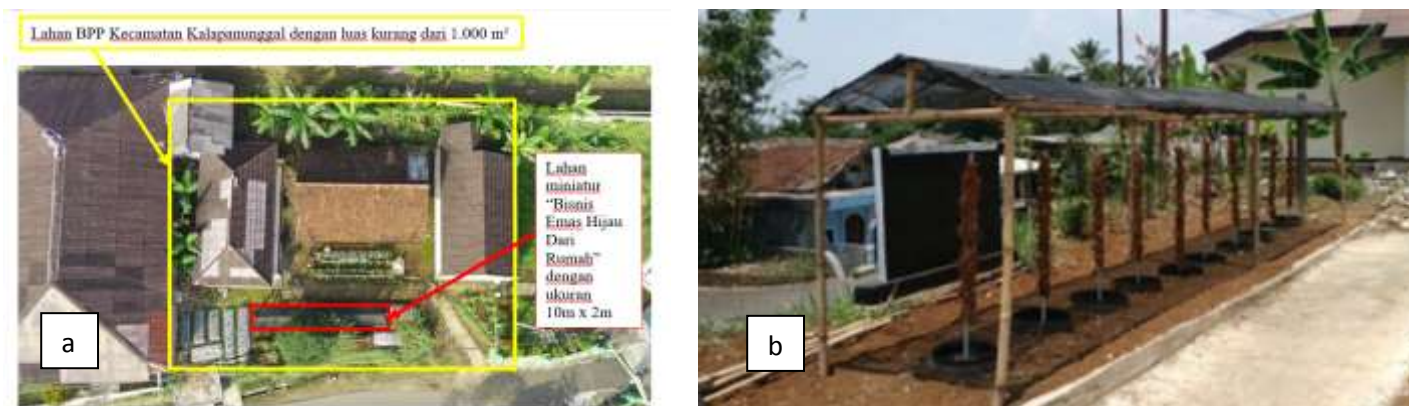 Lahan BPP Kecamatan Kalapanunggal dengan luas kurang dari 1.000 m²
Lahan
miniatur
“Bisnis
Emas Hijau
Dari
Rumah”
dengan
ukuran
10m x 2m
a
b